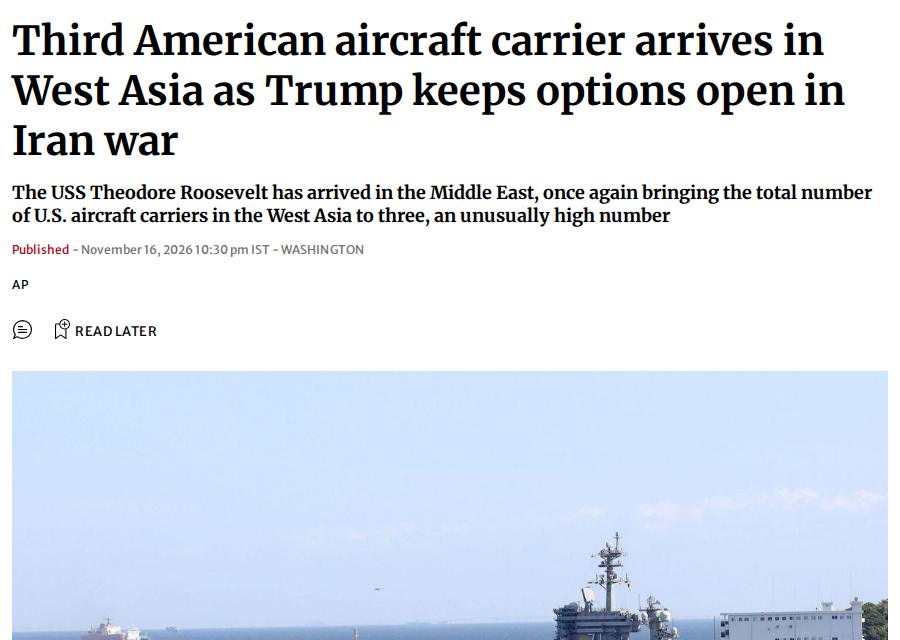 Third American aircraft carrier arrives in
West Asia as Trump keeps options open in
Iran war
The USS Theodore Roosevelt has arrived in the Middle East, once again bringing the total number
of U.S. aircraft carriers in the West Asia to three, an unusually high number
Published - November 16, 2026 10:30 pm IST - WASHINGTON
AP
READ LATER